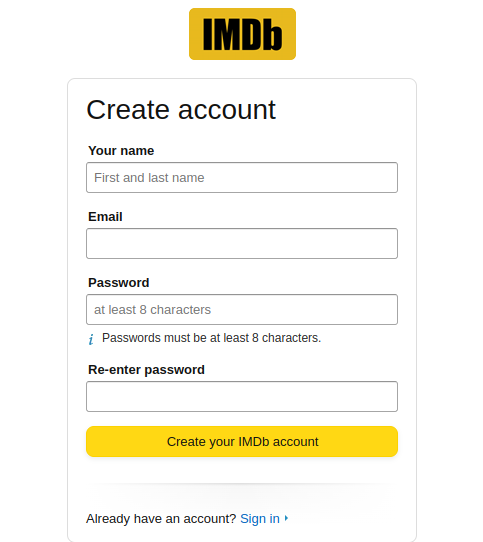 IMDb
Create account
Your name
First and last name
Email
Password
at least 8 characters
i Passwords must be at least 8 characters.
Re-enter password
Create your IMDb account
Already have an account? Sign in